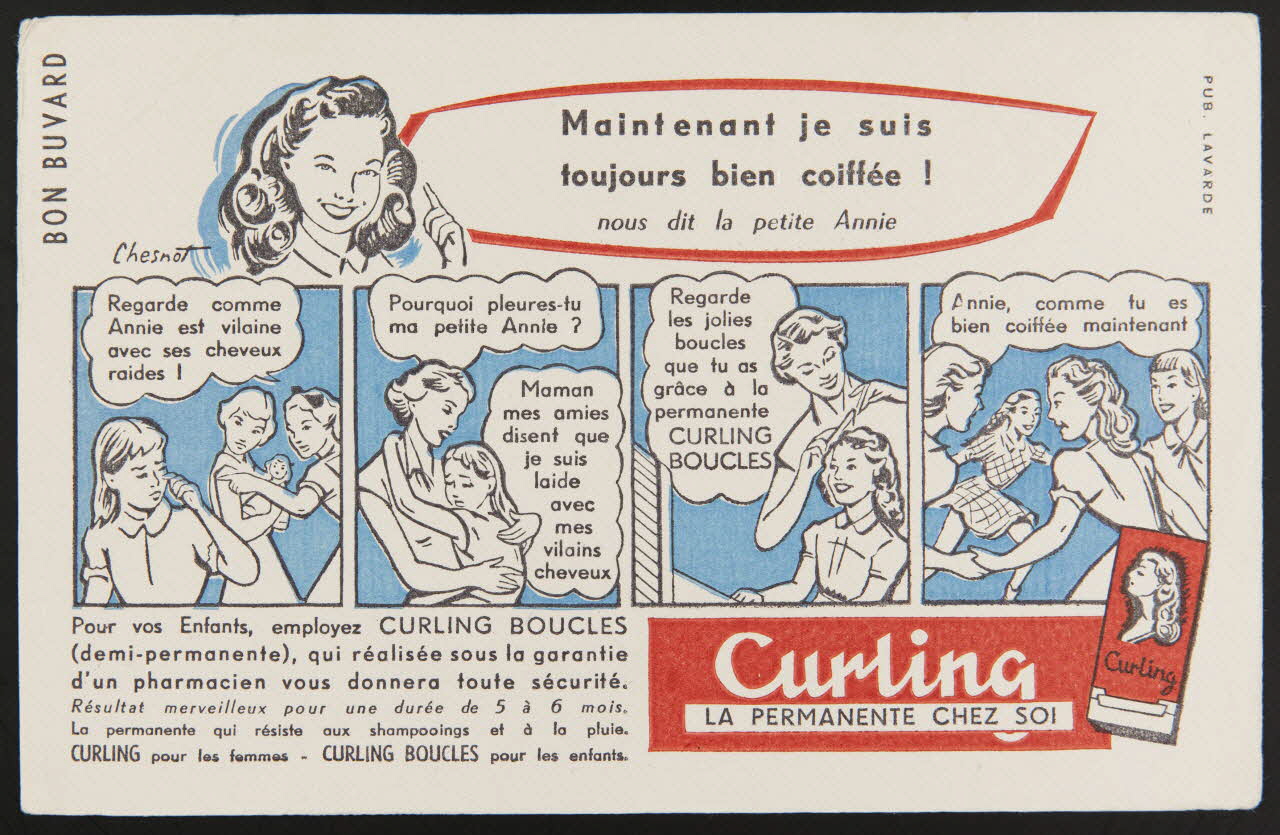 BON BUVARD
PUB. LAVARDE
Maintenant je suis
toujours bien coiffée !
nous dit la petite Annie
Chesnot
Regarde comme
Annie est vilaine
avec ses cheveux
raides !
Pourquoi pleures-tu
ma petite Annie ?
Maman
mes amies
disent que
je suis
laide
avec
mes
vilains
cheveux
Regarde
les jolies
boucles
que tu as
grâce à la
permanente
CURLING
BOUCLES
Annie, comme tu es
bien coiffée maintenant
Pour vos Enfants, employez CURLING BOUCLES
(demi-permanente), qui réalisée sous la garantie
d'un pharmacien vous donnera toute sécurité.
Résultat merveilleux pour une durée de 5 à 6 mois.
La permanente qui résiste aux shampooings et à la pluie.
CURLING pour les femmes - CURLING BOUCLES pour les enfants.
Curling
LA PERMANENTE CHEZ SOI
Curling